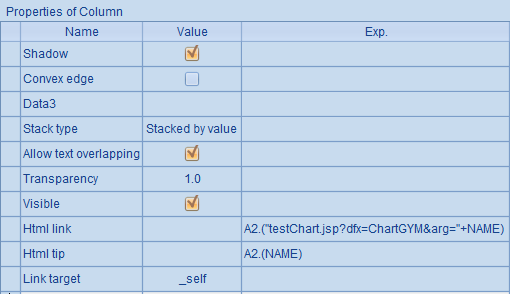 Properties of Column
Name Value Exp.
Shadow
Convex edge
Data3
Stack type Stacked by value
Allow text overlapping
Transparency 1.0
Visible
Html link A2.("testChart.jsp?dfx=ChartGYM&arg="+NAME)
Html tip A2.(NAME)
Link target _self